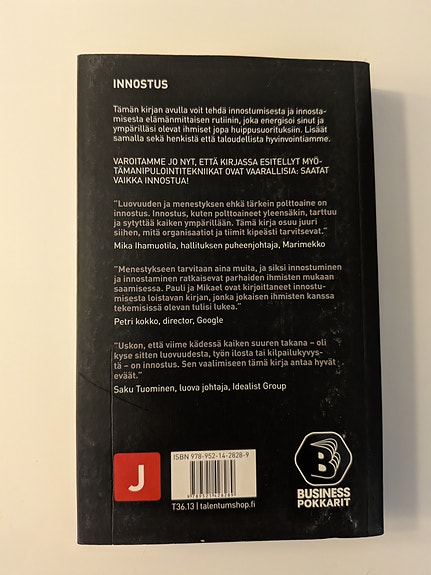 INNOSTUS
Tämän kirjan avulla voit tehdä innostumisesta ja innosta-
misesta elämänmittaisen rutiinin, joka energisoi sinut ja
ympärilläsi olevat ihmiset jopa huippusuorituksiin. Lisäät
samalla sekä henkistä että taloudellista hyvinvointiamme.
VAROITAMME JO NYT, ETTÄ KIRJASSA ESITELLYT MYÖ-
TÄMANIPULOINTITEKNIIKAT OVAT VAARALLISIA: SAATAT
VAIKKA INNOSTUA!
"Luovuuden ja menestyksen ehkä tärkein polttoaine on
innostus. Innostus, kuten polttoaineet yleensäkin, tarttuu
ja sytyttää kaiken ympärillään. Tämä kirja osuu juuri
siihen, mitä organisaatiot ja tiimit kipeästi tarvitsevat."
Mika Ihamuotila, hallituksen puheenjohtaja, Marimekko
"Menestykseen tarvitaan aina muita, ja siksi innostuminen
ja innostaminen ratkaisevat parhaiden ihmisten mukaan
saamisessa. Pauli ja Mikael ovat kirjoittaneet innostu-
misesta loistavan kirjan, jonka jokaisen ihmisten kanssa
tekemisissä olevan tulisi lukea."
Petri kokko, director, Google
"Uskon, että viime kädessä kaiken suuren takana – oli
kyse sitten luovuudesta, työn ilosta tai kilpailukyvys-
tä – on innostus. Sen vaalimiseen tämä kirja antaa hyvät
eväät."
Saku Tuominen, luova johtaja, Idealist Group
ISBN 978-952-14-2828-9
J
9789521428289
T36.13 | talentumshop.fi
B
BUSINESS
POKKARIT